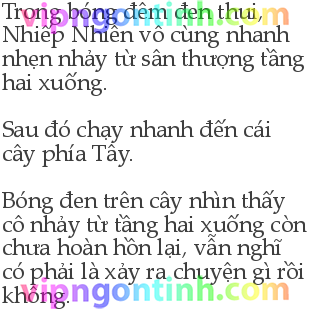 Trong bóng đêm đen thui,
vipngontinh.com
Nhiếp Nhiên vô cùng nhanh
nhẹn nhảy từ sân thượng tầng
hai xuống.
Sau đó chạy nhanh đến cái
cây phía Tây.
Bóng đen trên cây nhìn thấy
cô nhảy từ tầng hai xuống còn
chưa hoàn hồn lại, vẫn nghĩ
có phải là xảy ra chuyện gì rồi
không.
vipngontinh.com